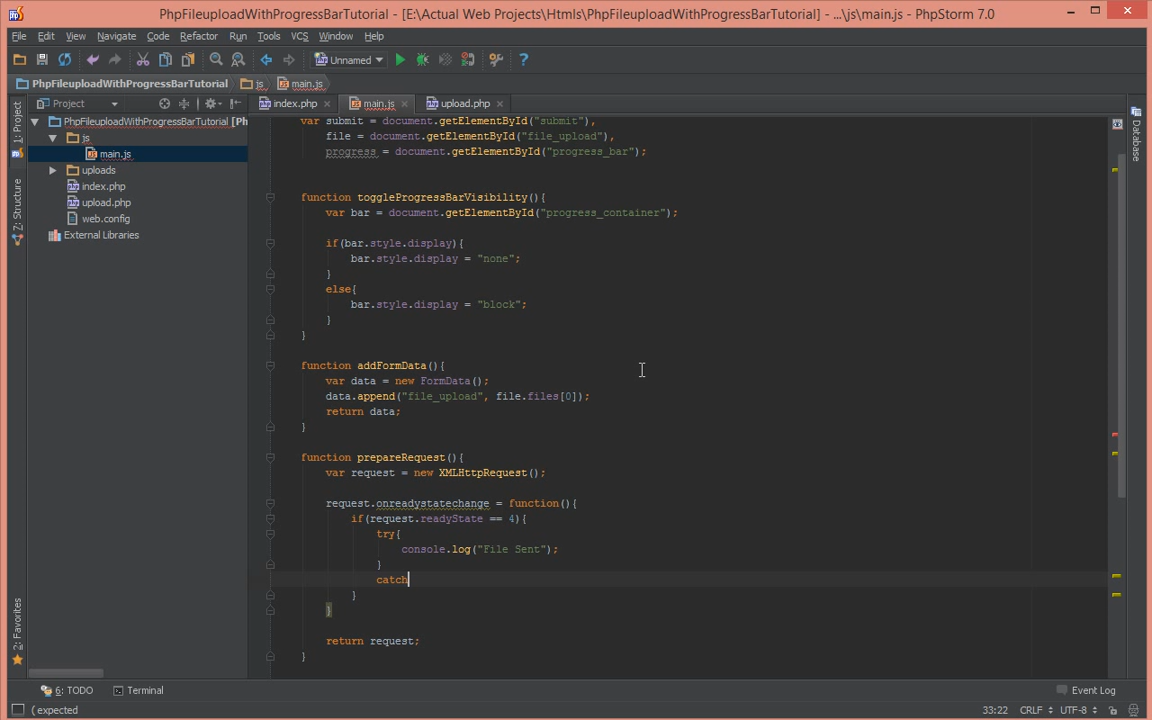 PhpFileuploadWithProgressBarTutorial - [E:\Actual Web Projects\Htmls\PhpFileuploadWithProgressBarTutorial] - ...\js\main.js - PhpStorm 7.0
File Edit View Navigate Code Refactor Run Tools VCS Window Help
Unnamed
PhpFileuploadWithProgressBarTutorial js main.js
Project index.php main.js upload.php
1: Project
Z: Structure
2: Favorites
Database
PhpFileuploadWithProgressBarTutorial [Ph
js
main.js
uploads
index.php
upload.php
web.config
External Libraries
var submit = document.getElementById("submit"),
file = document.getElementById("file_upload"),
progress = document.getElementById("progress_bar");
function toggleProgressBarVisibility(){
var bar = document.getElementById("progress_container");
if(bar.style.display){
bar.style.display = "none";
}
else{
bar.style.display = "block";
}
}
function addFormData(){
var data = new FormData();
data.append("file_upload", file.files[0]);
return data;
}
function prepareRequest(){
var request = new XMLHttpRequest();
request.onreadystatechange = function(){
if(request.readyState == 4){
try{
console.log("File Sent");
}
catch
}
}
return request;
}
6: TODO Terminal Event Log
( expected 33:22 CRLF UTF-8